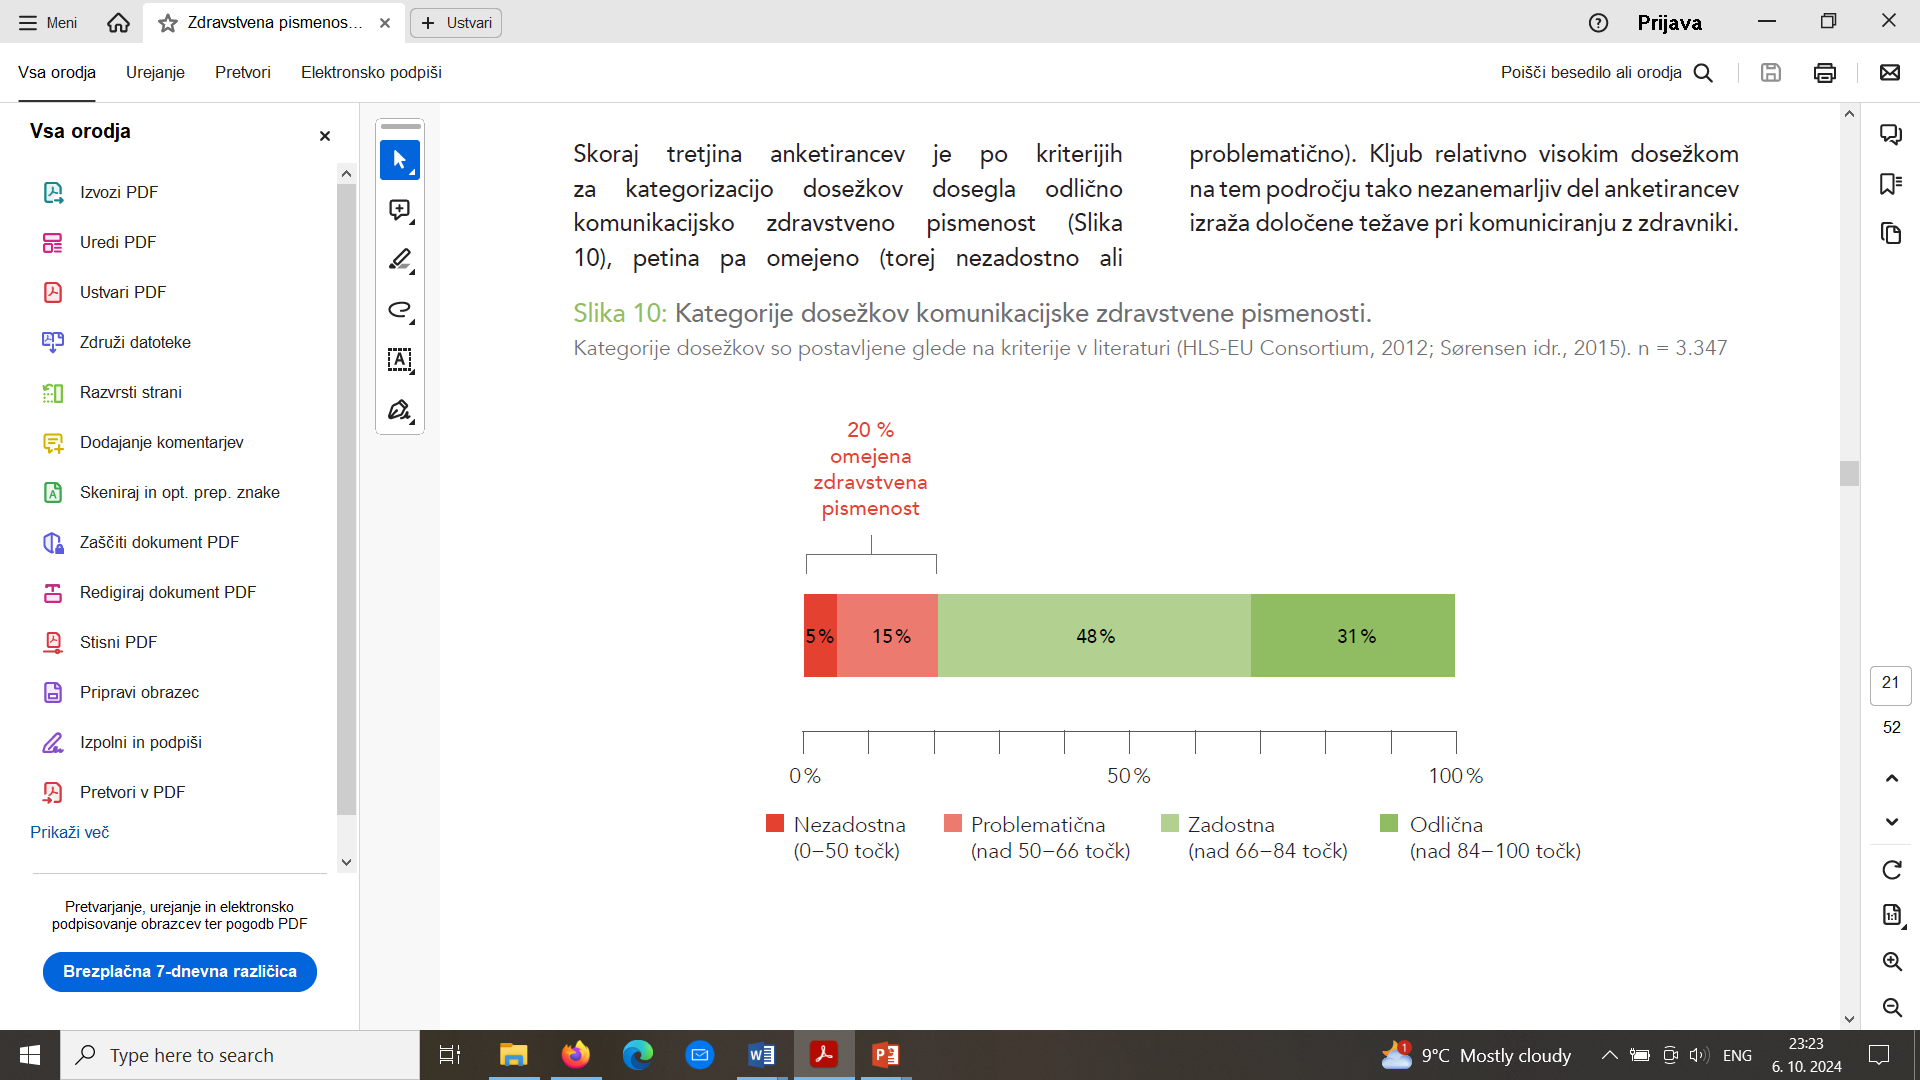 Meni
Zdravstvena pismenos...
Ustvari
Prijava
Vsa orodja
Urejanje
Pretvori
Elektronsko podpiši
Poišči besedilo ali orodja
Vsa orodja
Izvozi PDF
Uredi PDF
Ustvari PDF
Združi datoteke
Razvrsti strani
Dodajanje komentarjev
Skeniraj in opt. prep. znake
Zaščiti dokument PDF
Redigiraj dokument PDF
Stisni PDF
Pripravi obrazec
Izpolni in podpiši
Pretvori v PDF
Prikaži več
Pretvarjanje, urejanje in elektronsko
podpisovanje obrazcev ter pogodb PDF
Brezplačna 7-dnevna različica
Skoraj tretjina anketirancev je po kriterijih
za kategorizacijo dosežkov dosegla odlično
komunikacijsko zdravstveno pismenost (Slika
10), petina pa omejeno (torej nezadostno ali
problematično). Kljub relativno visokim dosežkom
na tem področju tako nezanemarljiv del anketirancev
izraža določene težave pri komuniciranju z zdravniki.
Slika 10: Kategorije dosežkov komunikacijske zdravstvene pismenosti.
Kategorije dosežkov so postavljene glede na kriterije v literaturi (HLS-EU Consortium, 2012; Sørensen idr., 2015). n = 3.347
20 %
omejena
zdravstvena
pismenost
5%
15%
48%
31%
0%
50%
100%
Nezadostna
(0–50 točk)
Problematična
(nad 50–66 točk)
Zadostna
(nad 66–84 točk)
Odlična
(nad 84–100 točk)
21
52
1:1
Type here to search
1
9°C Mostly cloudy
ENG
23:23
6. 10. 2024